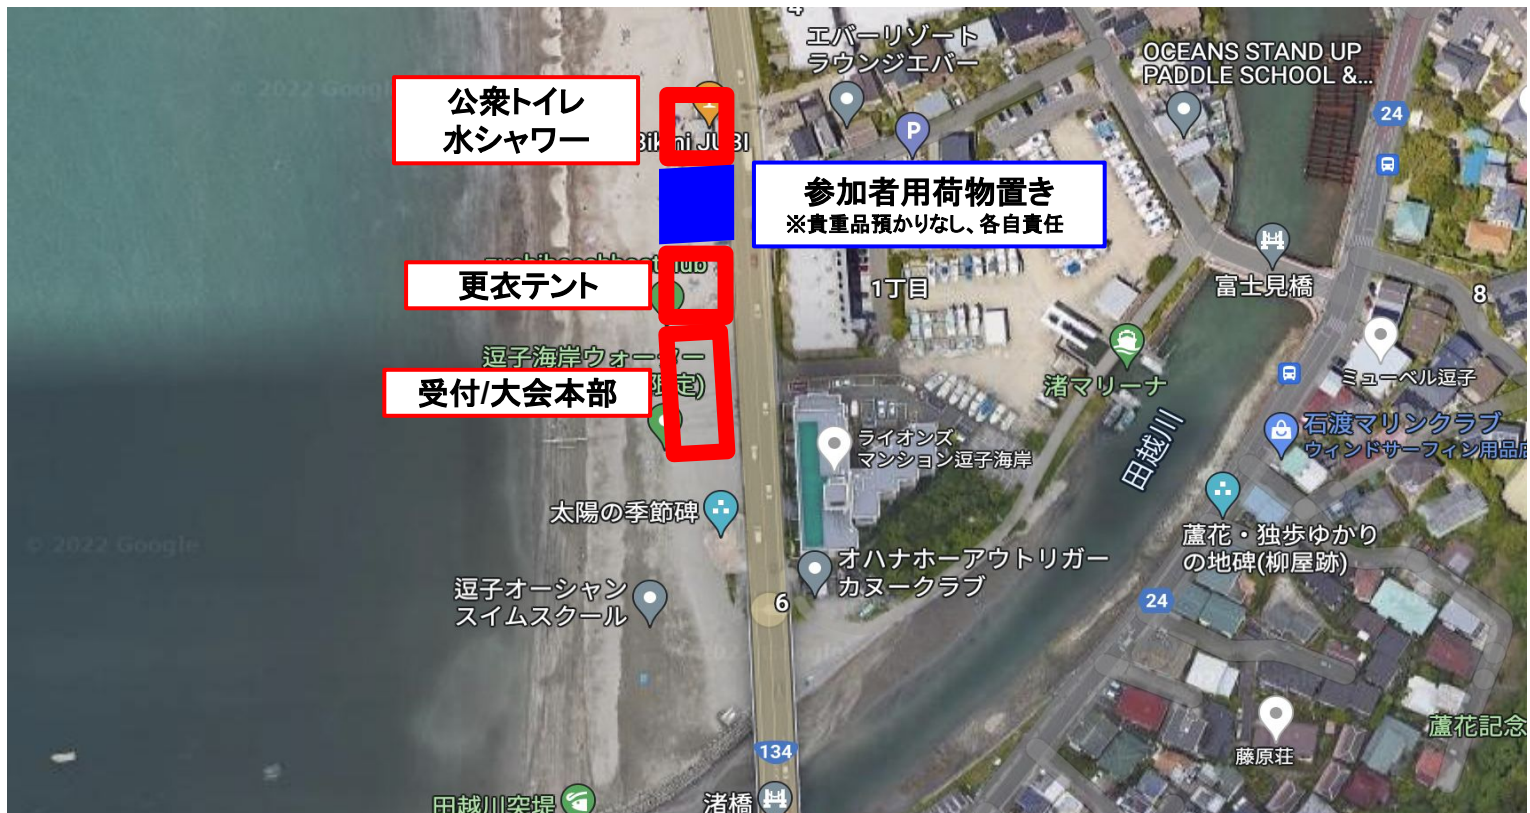 公衆トイレ
水シャワー
エバーリゾート
ラウンジエバー
OCEANS STAND UP
PADDLE SCHOOL &...
24
P
参加者用荷物置き
※貴重品預かりなし、各自責任
更衣テント
1丁目
富士見橋
8
逗子海岸ウォーター
受付/大会本部
渚マリーナ
ミューベル逗子
田越川
石渡マリンクラブ
ウィンドサーフィン用品店
ライオンズ
マンション逗子海岸
太陽の季節碑
蘆花・独歩ゆかり
の地碑(柳屋跡)
© 2022 Google
オハナホーアウトリガー
カヌークラブ
逗子オーシャン
スイムスクール
6
24
蘆花記念
藤原荘
134
田越川突堤
渚橋